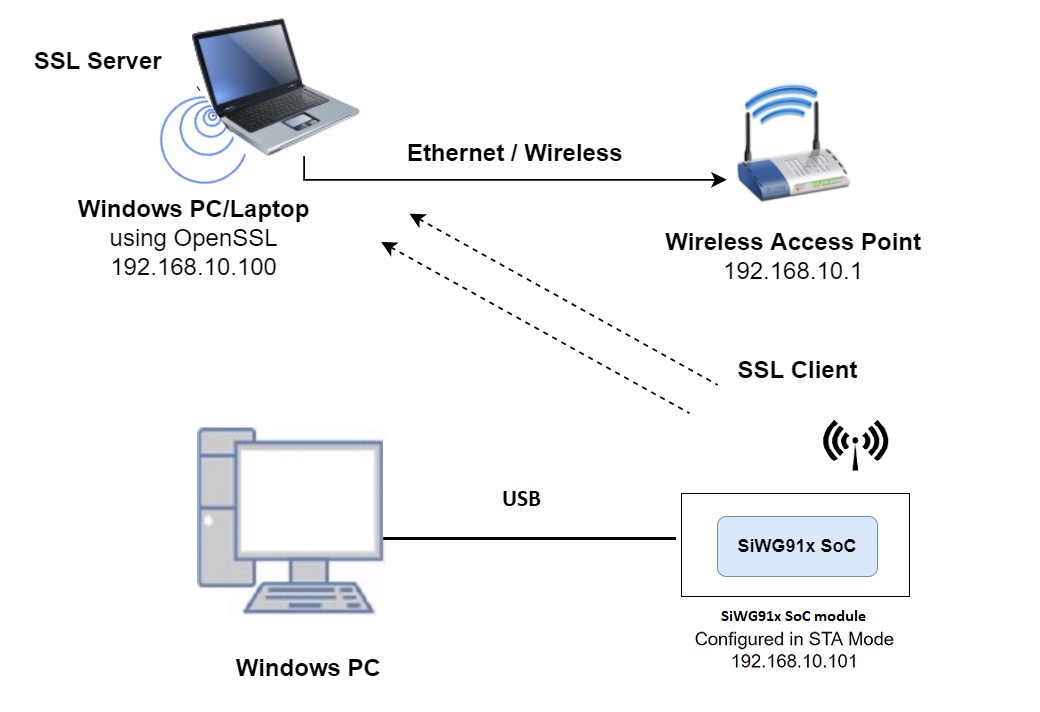 SSL Server
Ethernet / Wireless
Windows PC/Laptop
using OpenSSL
192.168.10.100
Wireless Access Point
192.168.10.1
SSL Client
USB
SiWG91x SoC
SiWG91x SoC module
Configured in STA Mode
192.168.10.101
Windows PC